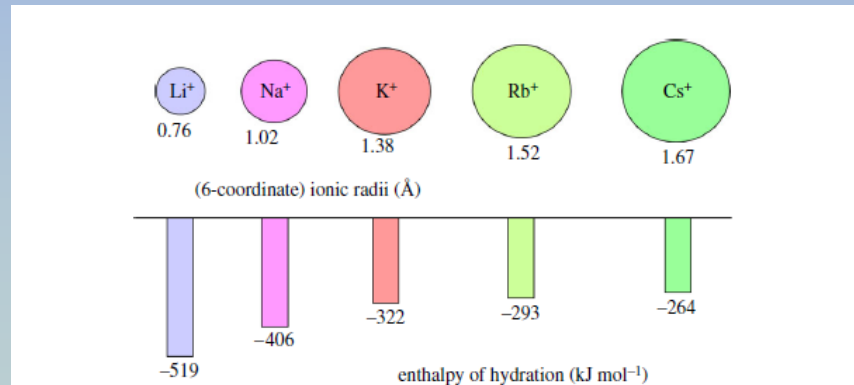 Li⁺ Na⁺ K⁺ Rb⁺ Cs⁺
0.76 1.02 1.38 1.52 1.67
(6-coordinate) ionic radii (Å)
–519 –406 –322 –293 –264
enthalpy of hydration (kJ mol⁻¹)